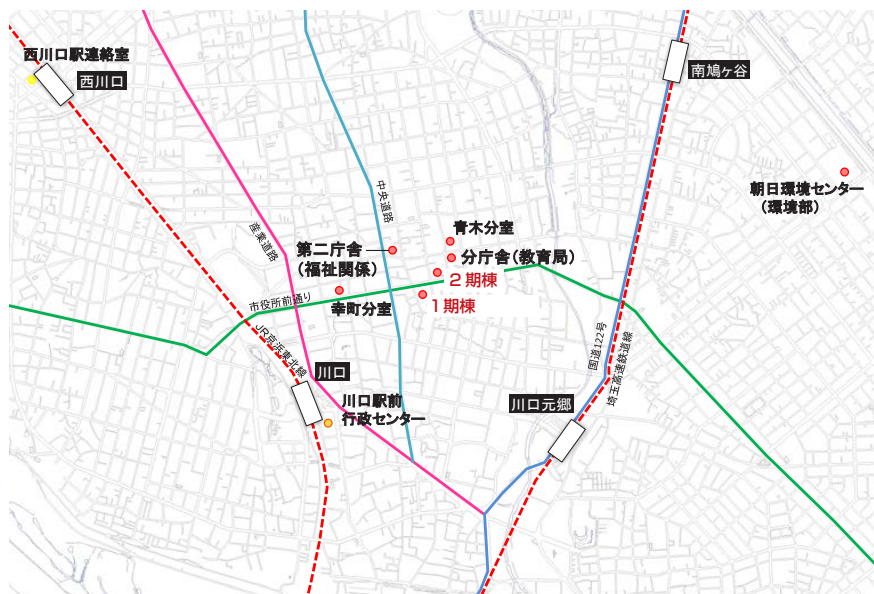 西川口駅連絡室
西川口
南鳩ヶ谷
朝日環境センター
（環境部）
中央道路
産業道路
青木分室
第二庁舎
（福祉関係）
分庁舎（教育局）
２期棟
１期棟
市役所前通り
幸町分室
JR京浜東北線
国道122号
埼玉高速鉄道線
川口
川口駅前
行政センター
川口元郷